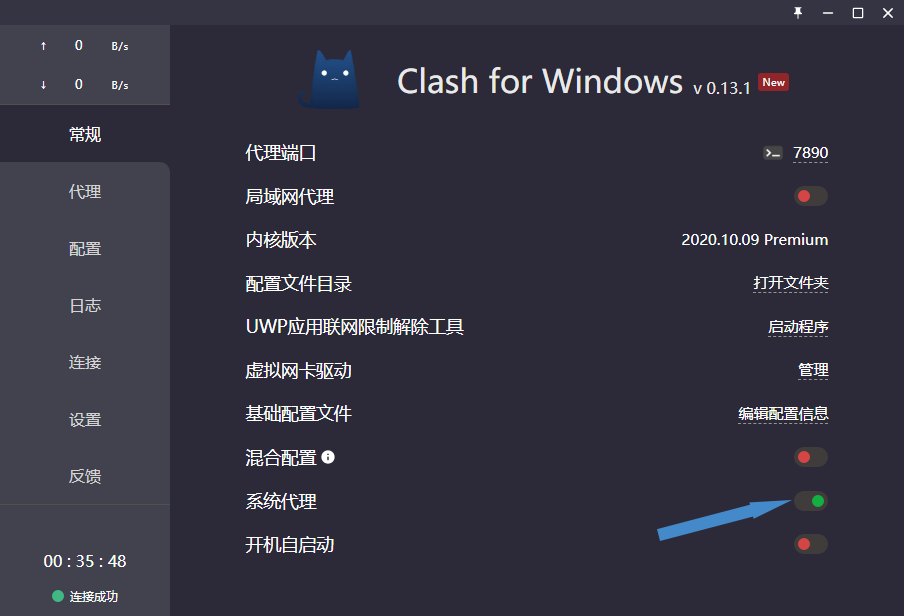 ↑ 0 B/s
↓ 0 B/s
常规
代理
配置
日志
连接
设置
反馈
00 : 35 : 48
连接成功
Clash for Windows v 0.13.1 New
代理端口 7890
局域网代理
内核版本 2020.10.09 Premium
配置文件目录 打开文件夹
UWP应用联网限制解除工具 启动程序
虚拟网卡驱动 管理
基础配置文件 编辑配置信息
混合配置
系统代理
开机自启动